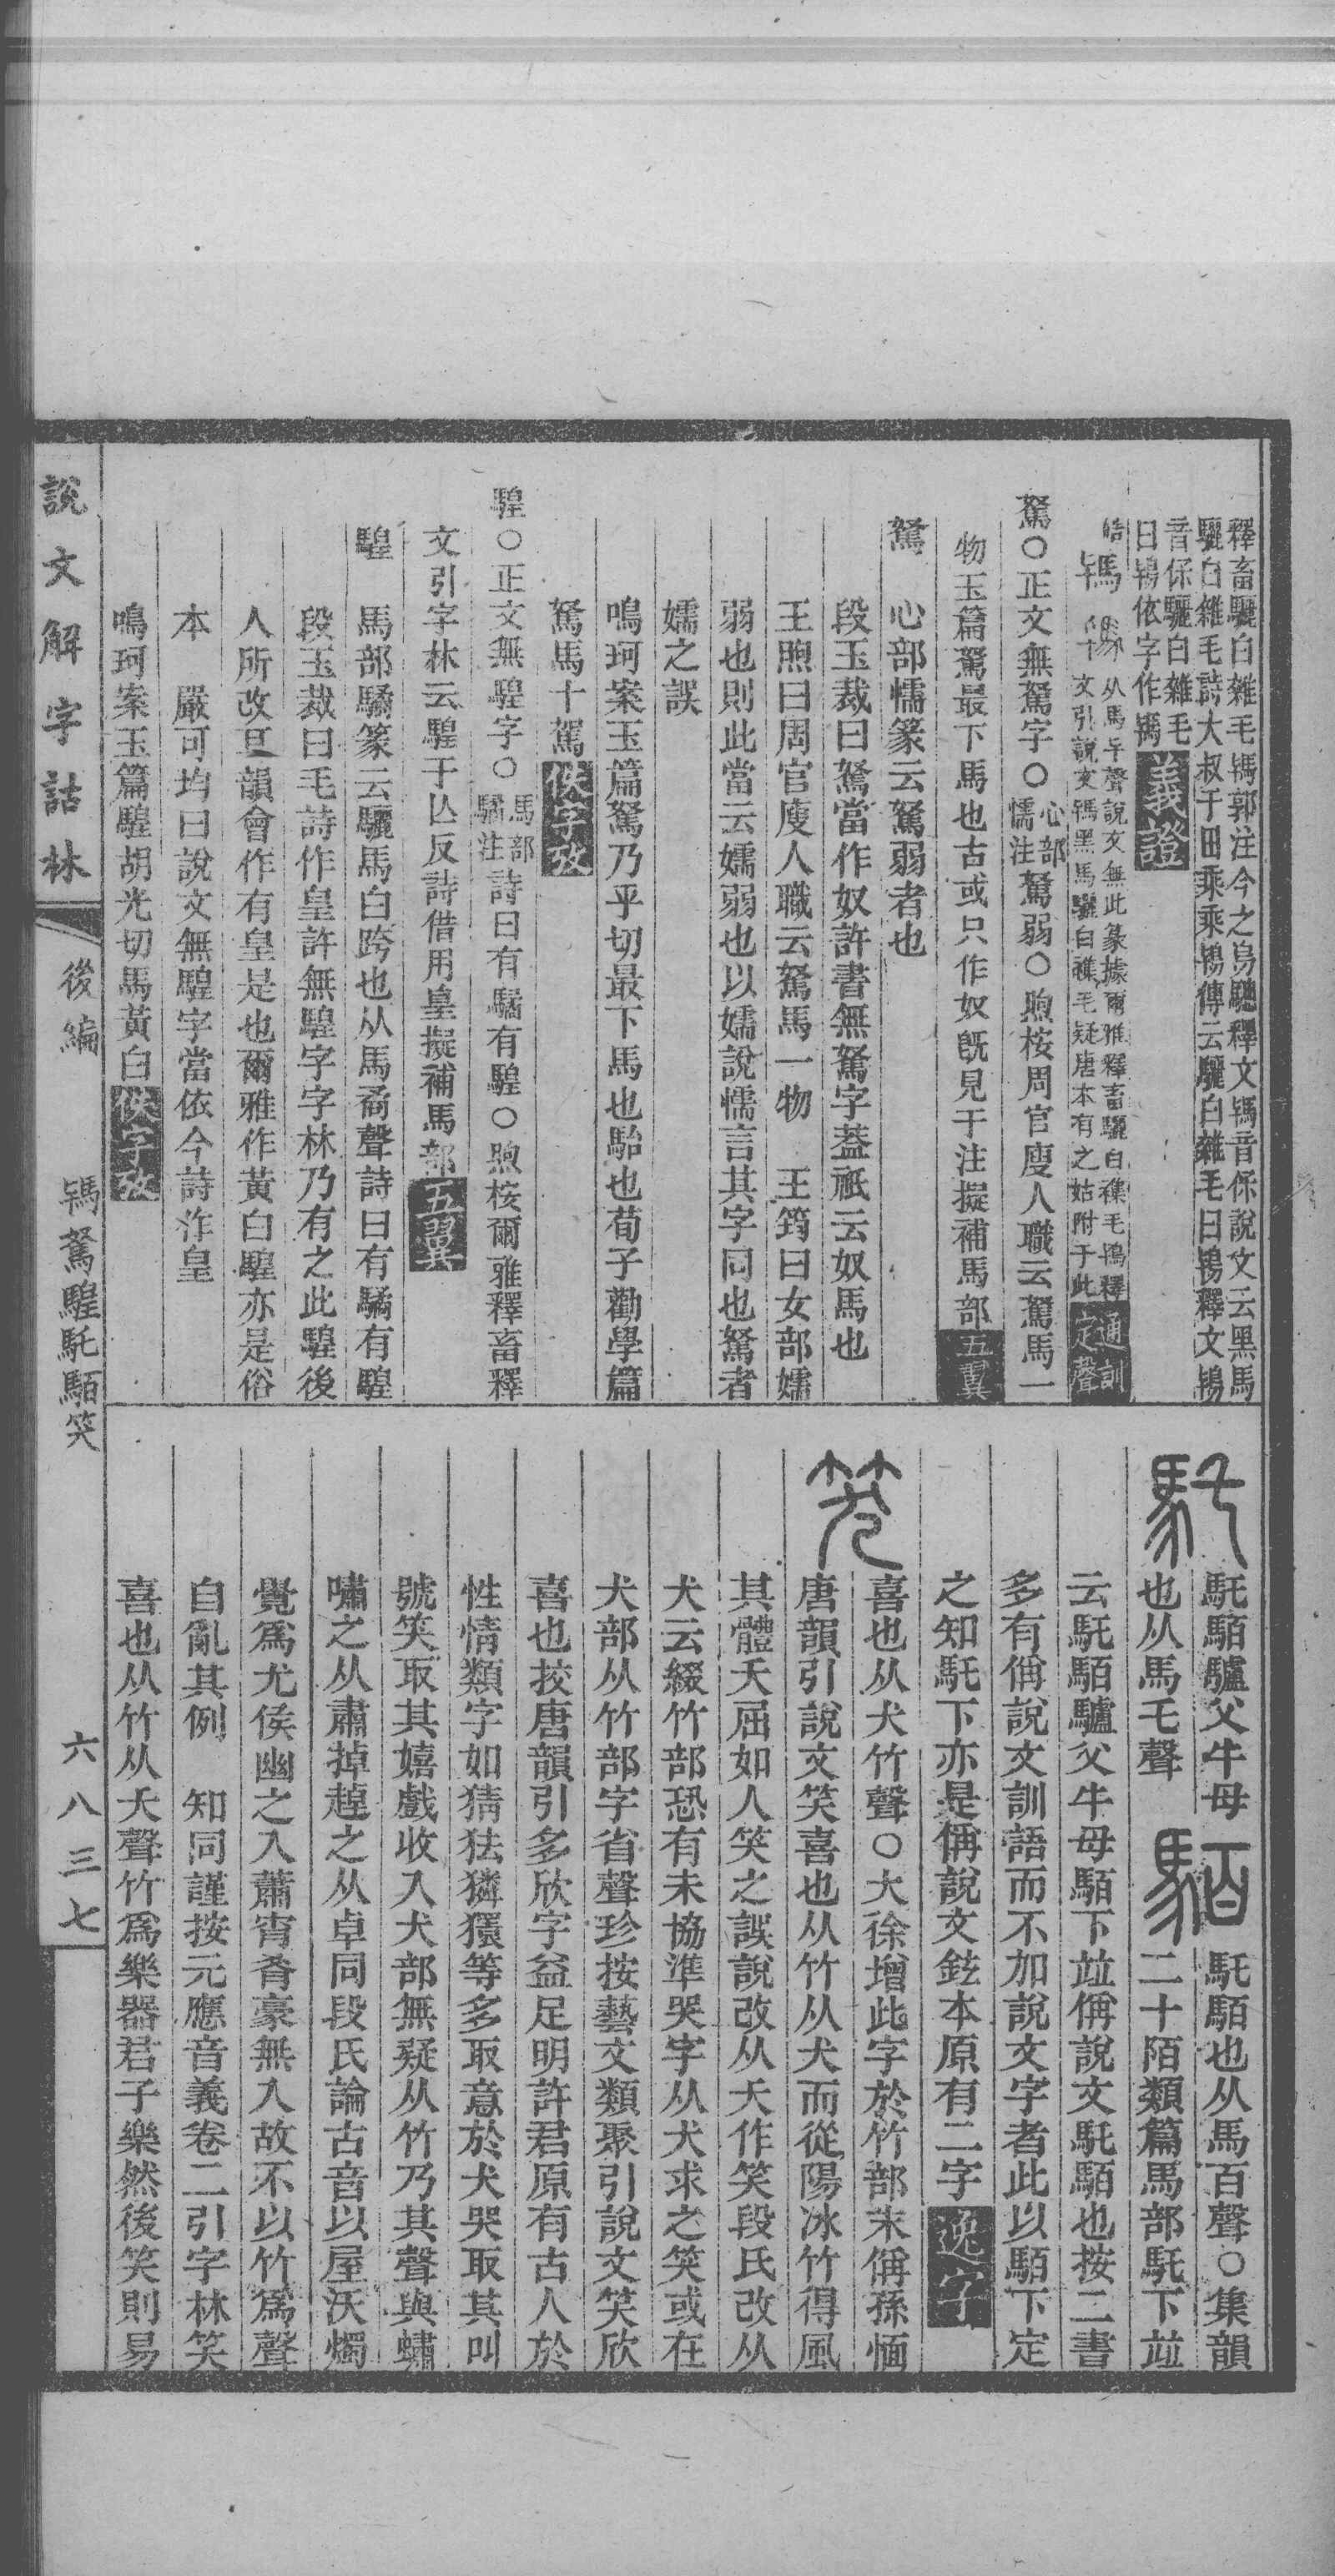 釋畜驪白雜毛䮀郭注今之烏驄釋文䮀音保說文云黑馬
驪白雜毛詩大叔于田乘乘鴇傳云驪白雜毛曰鴇釋文鴇
音保驪白雜毛
曰鴇依字作䮀義證
䮀 从馬㐂聲說文無此篆據爾雅釋畜驪白襍毛鴇釋
文引說文䮀黑馬驪白襍毛疑唐本有之姑附于此通訓定聲
駑○正文無駑字○心部懦注駑弱○煦桉周官廋人職云駑馬一
物玉篇駑最下馬也古或只作奴旣見于注擬補馬部五翼
駑 心部懦篆云駑弱者也
段玉裁曰駑當作奴許書無駑字葢祇云奴馬也
王煦曰周官廋人職云駑馬一物 王筠曰女部嬬
弱也則此當云嬬弱也以嬬說懦言其字同也駑者
嬬之誤
鳴珂案玉篇駑乃乎切最下馬也駘也荀子勸學篇
駑馬十駕佚字攷
騜○正文無騜字○馬部驈注詩曰有驈有騜○煦桉爾雅釋畜釋
文引字林云騜于亾反詩借用皇擬補馬部五翼
騜 馬部驈篆云驪馬白跨也从馬矞聲詩曰有驈有騜
段玉裁曰毛詩作皇許無騜字字林乃有之此騜後
人所改且韻會作有皇是也爾雅作黃白騜亦是俗
本 嚴可均曰說文無騜字當依今詩作皇
鳴珂案玉篇騜胡光切馬黃白佚字攷
馲馲駋驢父牛母
也从馬乇聲
駋馲駋也从馬百聲○集韻
二十陌類篇馬部馲下竝
云馲駋驢父牛母駋下竝偁說文馲駋也按二書
多有偁說文訓語而不加說文字者此以駋下定
之知馲下亦是偁說文鉉本原有二字逸字
笑喜也从犬竹聲○大徐增此字於竹部末偁孫愐
唐韻引說文笑喜也从竹从犬而從陽冰竹得風
其體夭屈如人笑之誤說改从夭作笑段氏改从
犬云綴竹部恐有未協準哭字从犬求之笑或在
犬部从竹部字省聲珍按藝文類聚引說文笑欣
喜也挍唐韻引多欣字益足明許君原有古人於
性情類字如猜狂獜獧等多取意於犬哭取其叫
號笑取其嬉戲收入犬部無疑从竹乃其聲與蟰
嘯之从肅掉趠之从卓同段氏論古音以屋沃燭
覺爲尤侯幽之入蕭宵肴豪無入故不以竹爲聲
自亂其例 知同謹按元應音義卷二引字林笑
喜也从竹从夭聲竹爲樂器君子樂然後笑則易
說文解字詁林 後編 䮀駑騜馲駋笑 六八三七